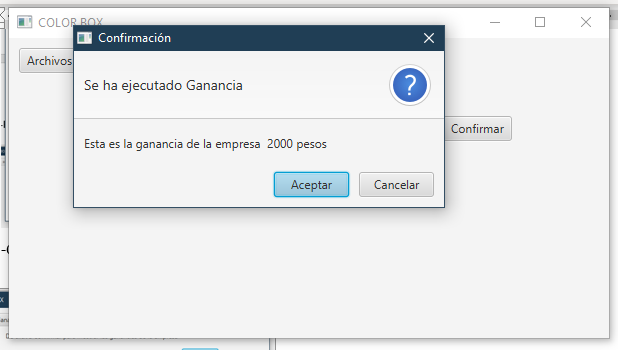 COLOR BOX
Confirmación
Archivos
Se ha ejecutado Ganancia
?
Confirmar
Esta es la ganancia de la empresa 2000 pesos
Aceptar
Cancelar